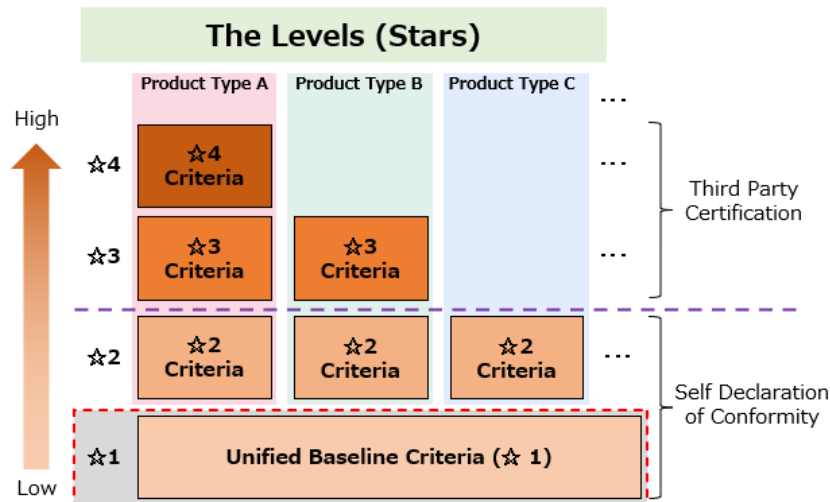 The Levels (Stars)
Product Type A
Product Type B
Product Type C
...
High
☆4
☆4
Criteria
...
Third Party
Certification
☆3
☆3
Criteria
☆3
Criteria
...
☆2
☆2
Criteria
☆2
Criteria
☆2
Criteria
...
Self Declaration
of Conformity
☆1
Unified Baseline Criteria (☆ 1)
Low